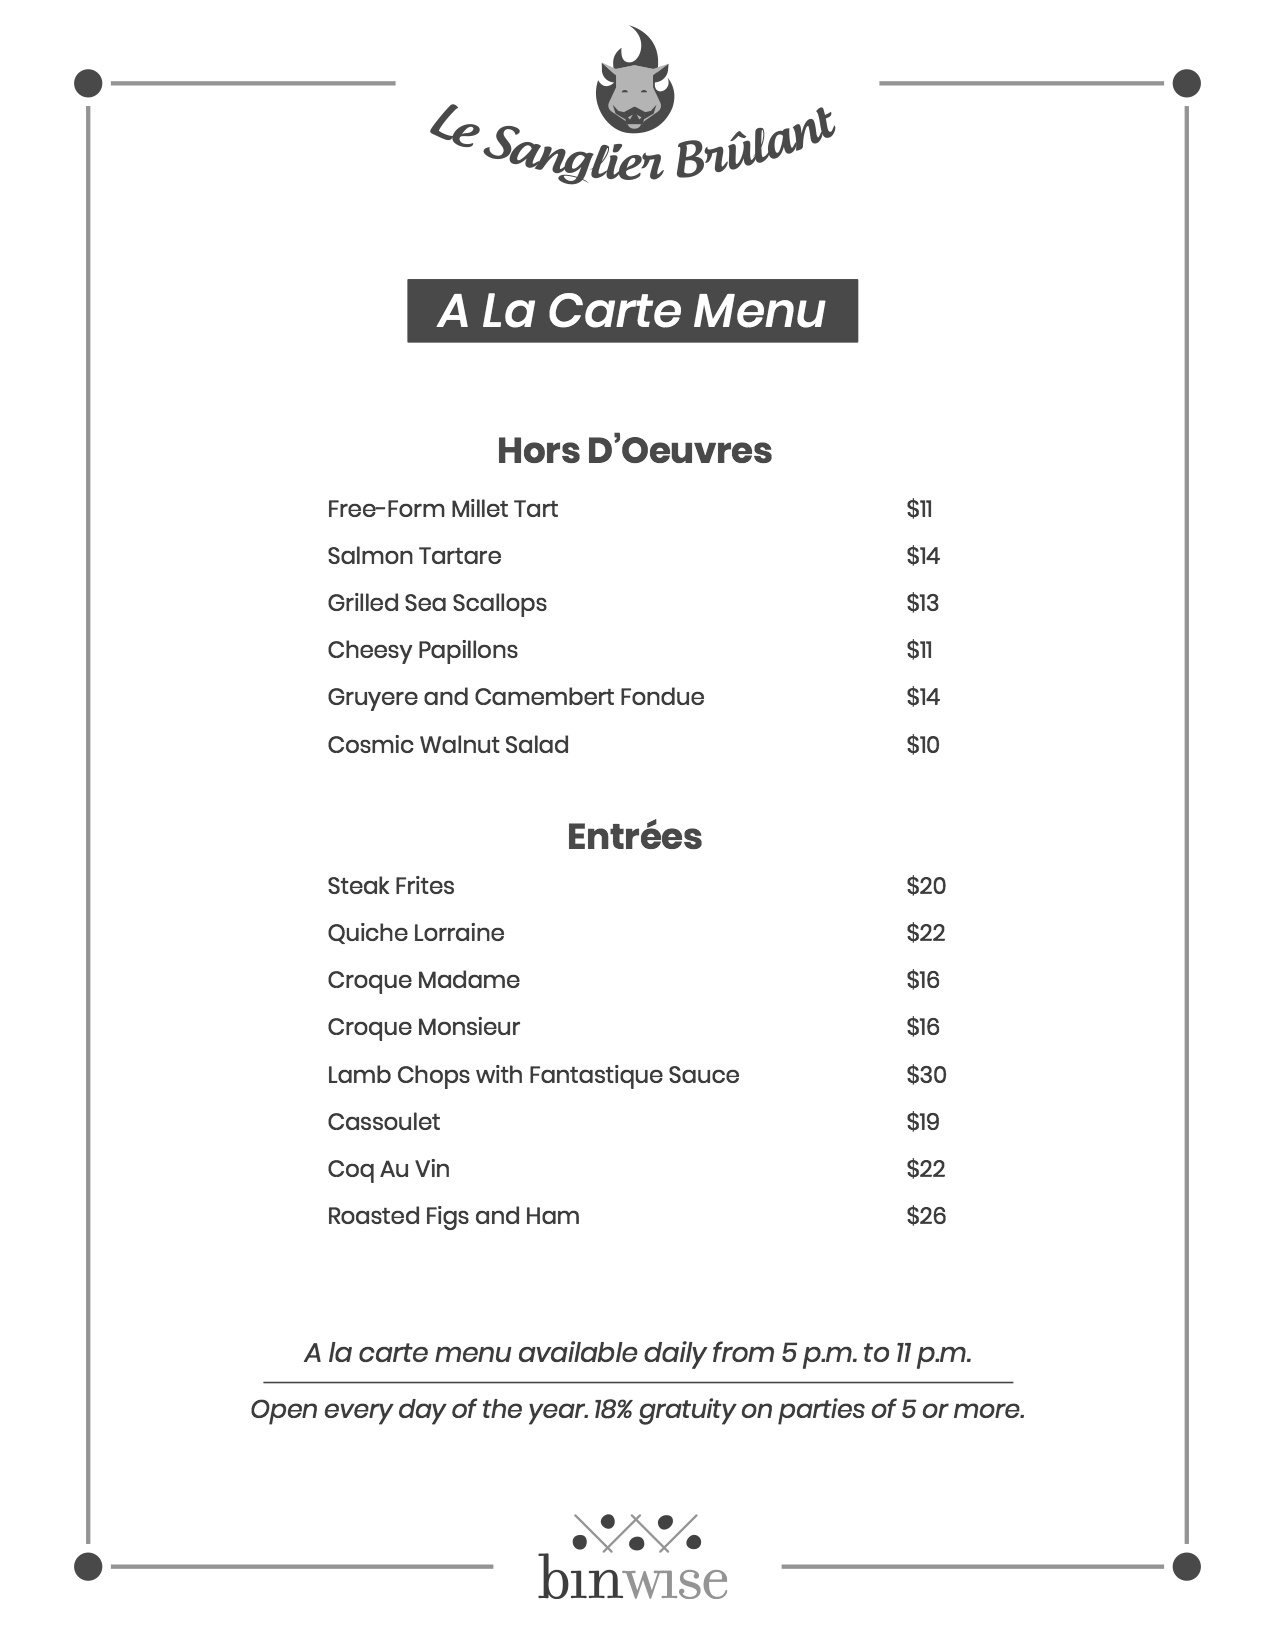 Le Sanglier Brûlant
A La Carte Menu
Hors D’Oeuvres
Free-Form Millet Tart $11
Salmon Tartare $14
Grilled Sea Scallops $13
Cheesy Papillons $11
Gruyere and Camembert Fondue $14
Cosmic Walnut Salad $10
Entrées
Steak Frites $20
Quiche Lorraine $22
Croque Madame $16
Croque Monsieur $16
Lamb Chops with Fantastique Sauce $30
Cassoulet $19
Coq Au Vin $22
Roasted Figs and Ham $26
A la carte menu available daily from 5 p.m. to 11 p.m.
Open every day of the year. 18% gratuity on parties of 5 or more.
binwise